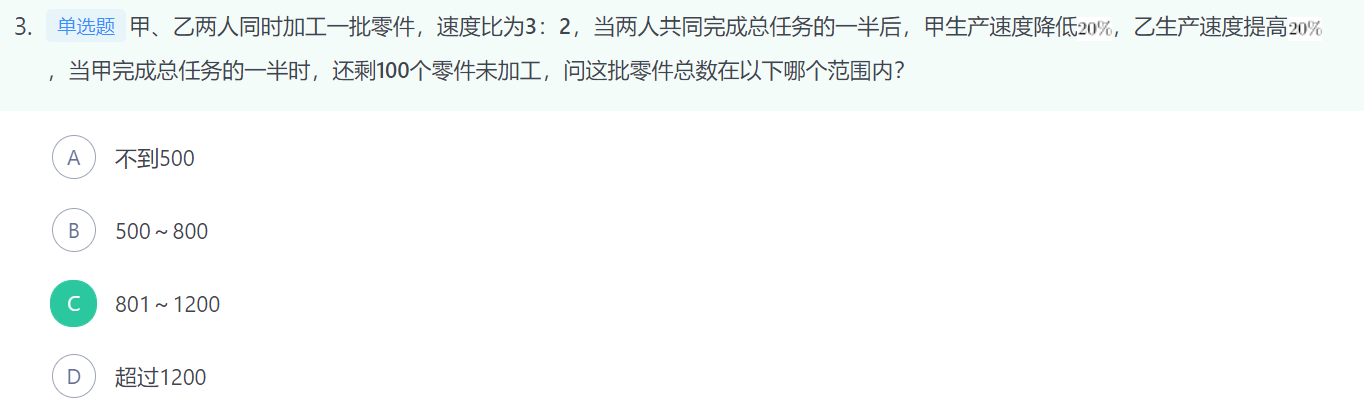 3. 单选题 甲、乙两人同时加工一批零件，速度比为3：2，当两人共同完成总任务的一半后，甲生产速度降低20%，乙生产速度提高20%
，当甲完成总任务的一半时，还剩100个零件未加工，问这批零件总数在以下哪个范围内？
A 不到500
B 500～800
C 801～1200
D 超过1200